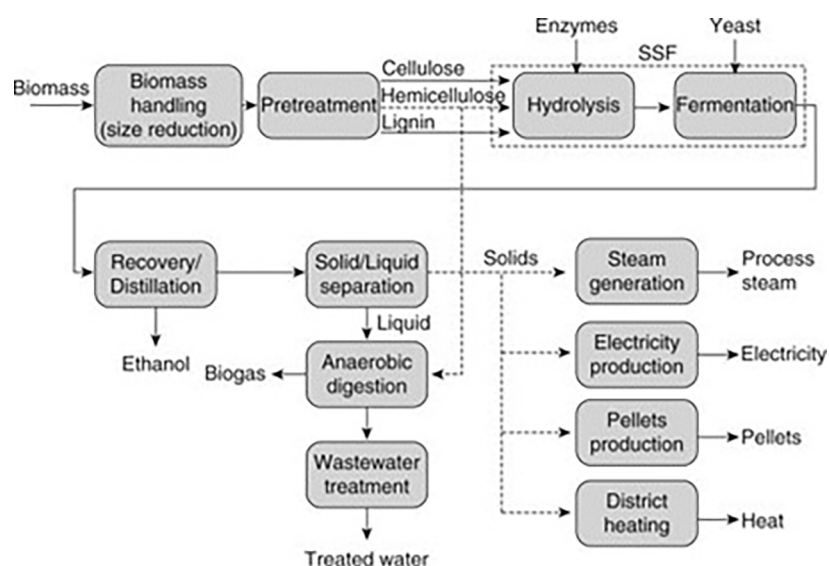 Enzymes
Yeast
SSF
Biomass
Biomass
handling
(size reduction)
Pretreatment
Cellulose
Hemicellulose
Lignin
Hydrolysis
Fermentation
Recovery/
Distillation
Solid/Liquid
separation
Solids
Steam
generation
Process
steam
Ethanol
Liquid
Biogas
Anaerobic
digestion
Electricity
production
Electricity
Pellets
production
Pellets
Wastewater
treatment
District
heating
Heat
Treated water